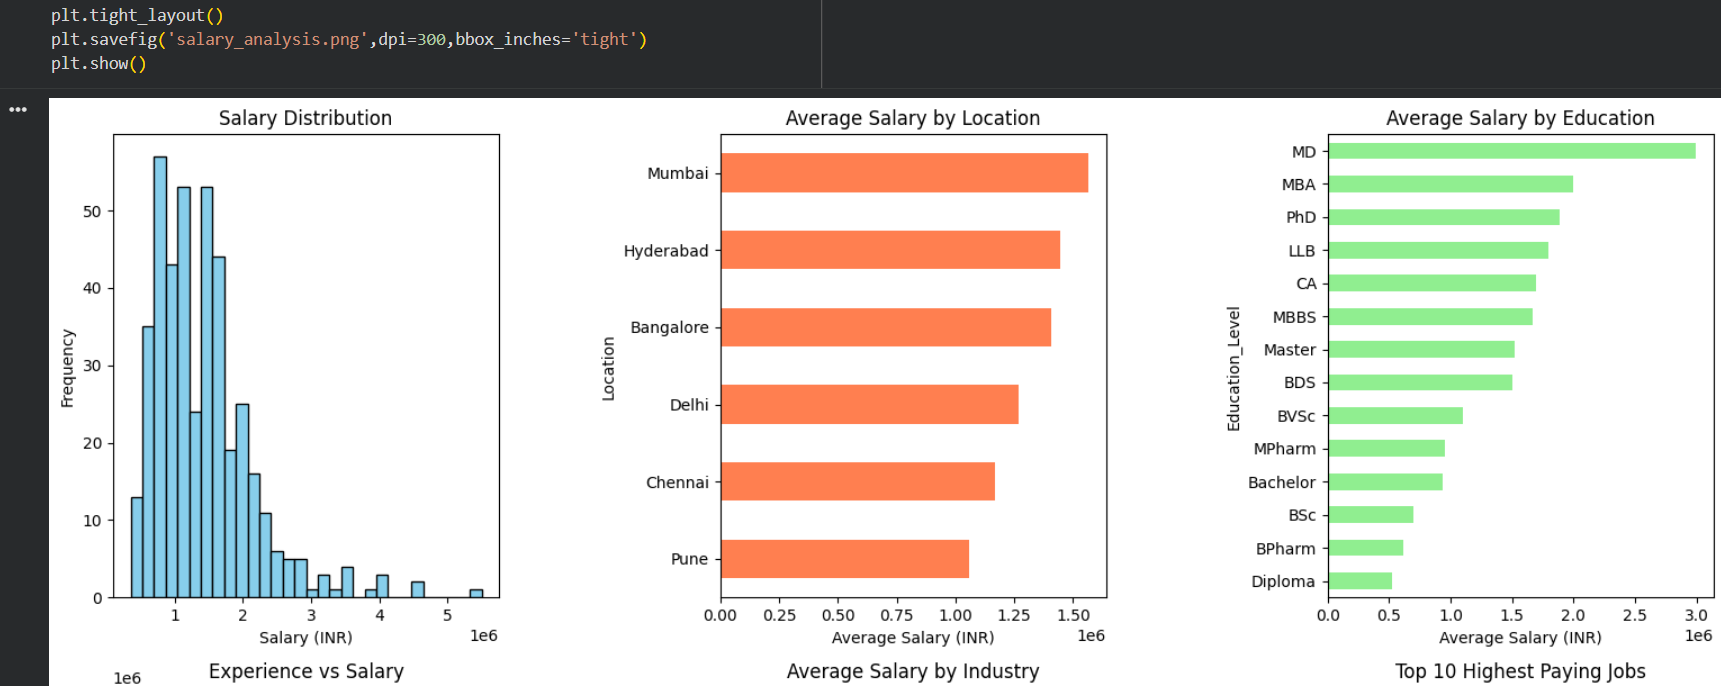 plt.tight_layout()
plt.savefig('salary_analysis.png',dpi=300,bbox_inches='tight')
plt.show()
Salary Distribution
Frequency
50
40
30
20
10
0
1 2 3 4 5
1e6
Salary (INR)
Average Salary by Location
Location
Mumbai
Hyderabad
Bangalore
Delhi
Chennai
Pune
0.00 0.25 0.50 0.75 1.00 1.25 1.50
1e6
Average Salary (INR)
Average Salary by Education
Education_Level
MD
MBA
PhD
LLB
CA
MBBS
Master
BDS
BVSc
MPharm
Bachelor
BSc
BPharm
Diploma
0.0 0.5 1.0 1.5 2.0 2.5 3.0
1e6
Average Salary (INR)
1e6
Experience vs Salary
Average Salary by Industry
Top 10 Highest Paying Jobs